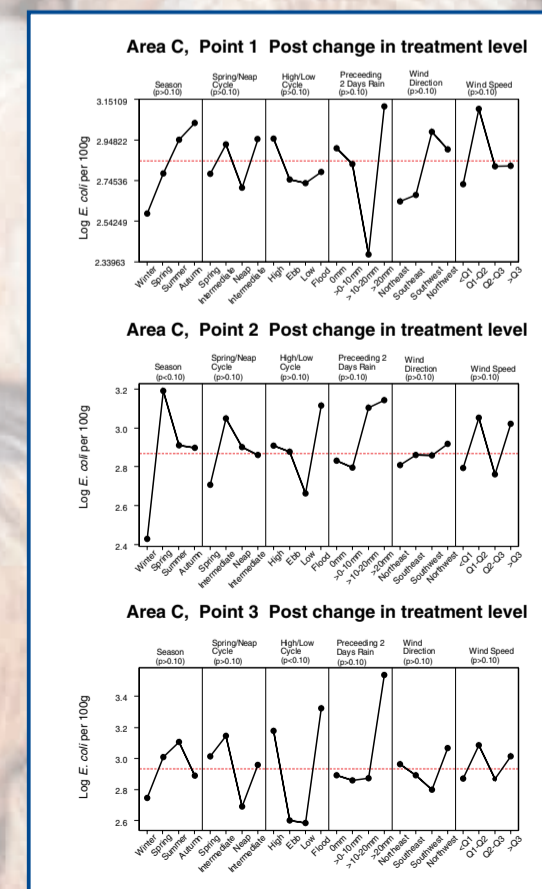 Area C, Point 1 Post change in treatment level
Season
(p>0.10)
Spring/Neap
Cycle
(p>0.10)
High/Low
Cycle
(p>0.10)
Preceeding
2 Days Rain
(p>0.10)
Wind
Direction
(p>0.10)
Wind Speed
(p>0.10)
Log E. coli per 100g
3.15109
2.94822
2.74536
2.54249
2.33963
Winter
Spring
Summer
Autumn
Spring
Intermediate
Neap
Intermediate
High
Ebb
Low
Flood
0mm
>0-10mm
>10-20mm
>20mm
Northeast
Southeast
Southwest
Northwest
<Q1
Q1-Q2
Q2-Q3
>Q3
Area C, Point 2 Post change in treatment level
Season
(p<0.10)
Spring/Neap
Cycle
(p>0.10)
High/Low
Cycle
(p>0.10)
Preceeding 2
Days Rain
(p>0.10)
Wind
Direction
(p>0.10)
Wind Speed
(p>0.10)
Log E. coli per 100g
3.2
3.0
2.8
2.6
2.4
Winter
Spring
Summer
Autumn
Spring
Intermediate
Neap
Intermediate
High
Ebb
Low
Flood
0mm
>0-10mm
>10-20mm
>20mm
Northeast
Southeast
Southwest
Northwest
<Q1
Q1-Q2
Q2-Q3
>Q3
Area C, Point 3 Post change in treatment level
Season
(p>0.10)
Spring/Neap
Cycle
(p>0.10)
High/Low
Cycle
(p<0.10)
Preceeding 2
Days Rain
(p>0.10)
Wind
Direction
(p>0.10)
Wind Speed
(p>0.10)
Log E. coli per 100g
3.4
3.2
3.0
2.8
2.6
Winter
Spring
Summer
Autumn
Spring
Intermediate
Neap
Intermediate
High
Ebb
Low
Flood
0mm
>0-10mm
>10-20mm
>20mm
Northeast
Southeast
Southwest
Northwest
<Q1
Q1-Q2
Q2-Q3
>Q3